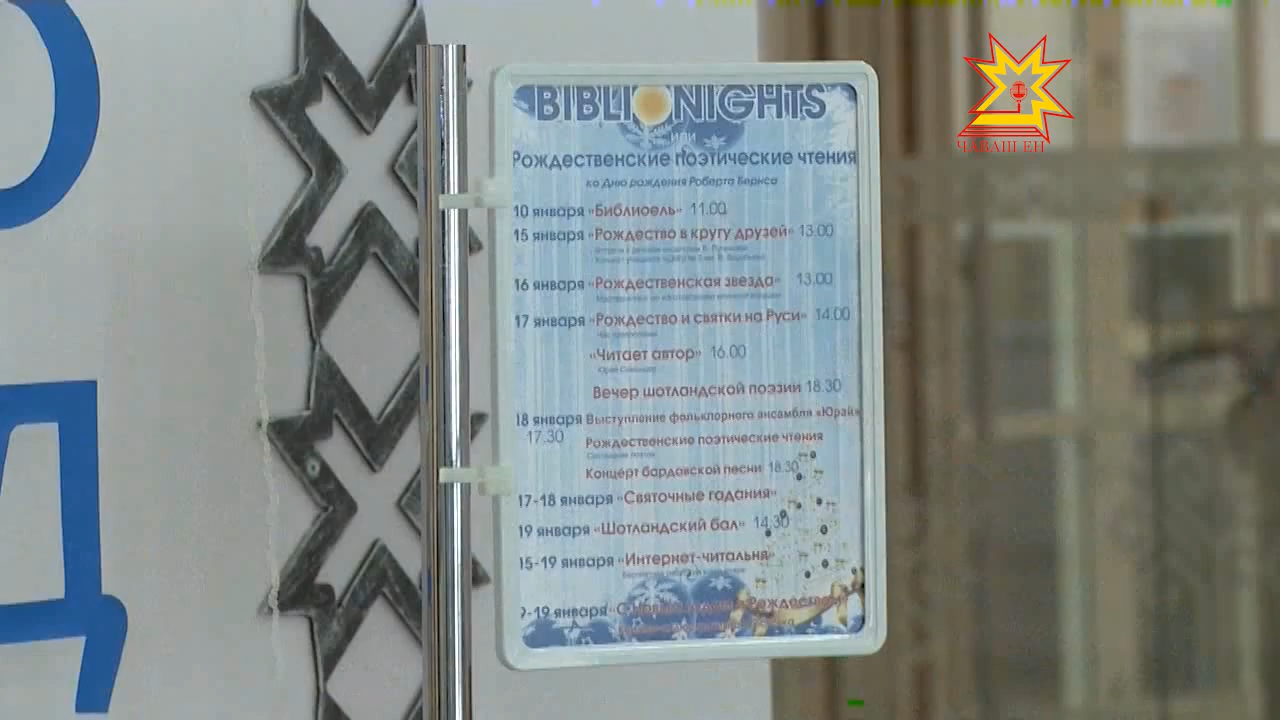 BIBLIONIGHTS
или
Рождественские поэтические чтения
ко Дню рождения Роберта Бернса
10 января «Библиоель» 11.00
15 января «Рождество в кругу друзей» 13.00
16 января «Рождественская звезда» 13.00
17 января «Рождество и святки на Руси» 14.00
«Читает автор» 16.00
Вечер шотландской поэзии 18.30
18 января Выступление фольклорного ансамбля «Юрай»
17.30 Рождественские поэтические чтения
Концерт бардовской песни 18.30
17-18 января «Святочные гадания»
19 января «Шотландский бал» 14.30
15-19 января «Интернет-читальня»
-19 января
ЧАВАШ ЕН